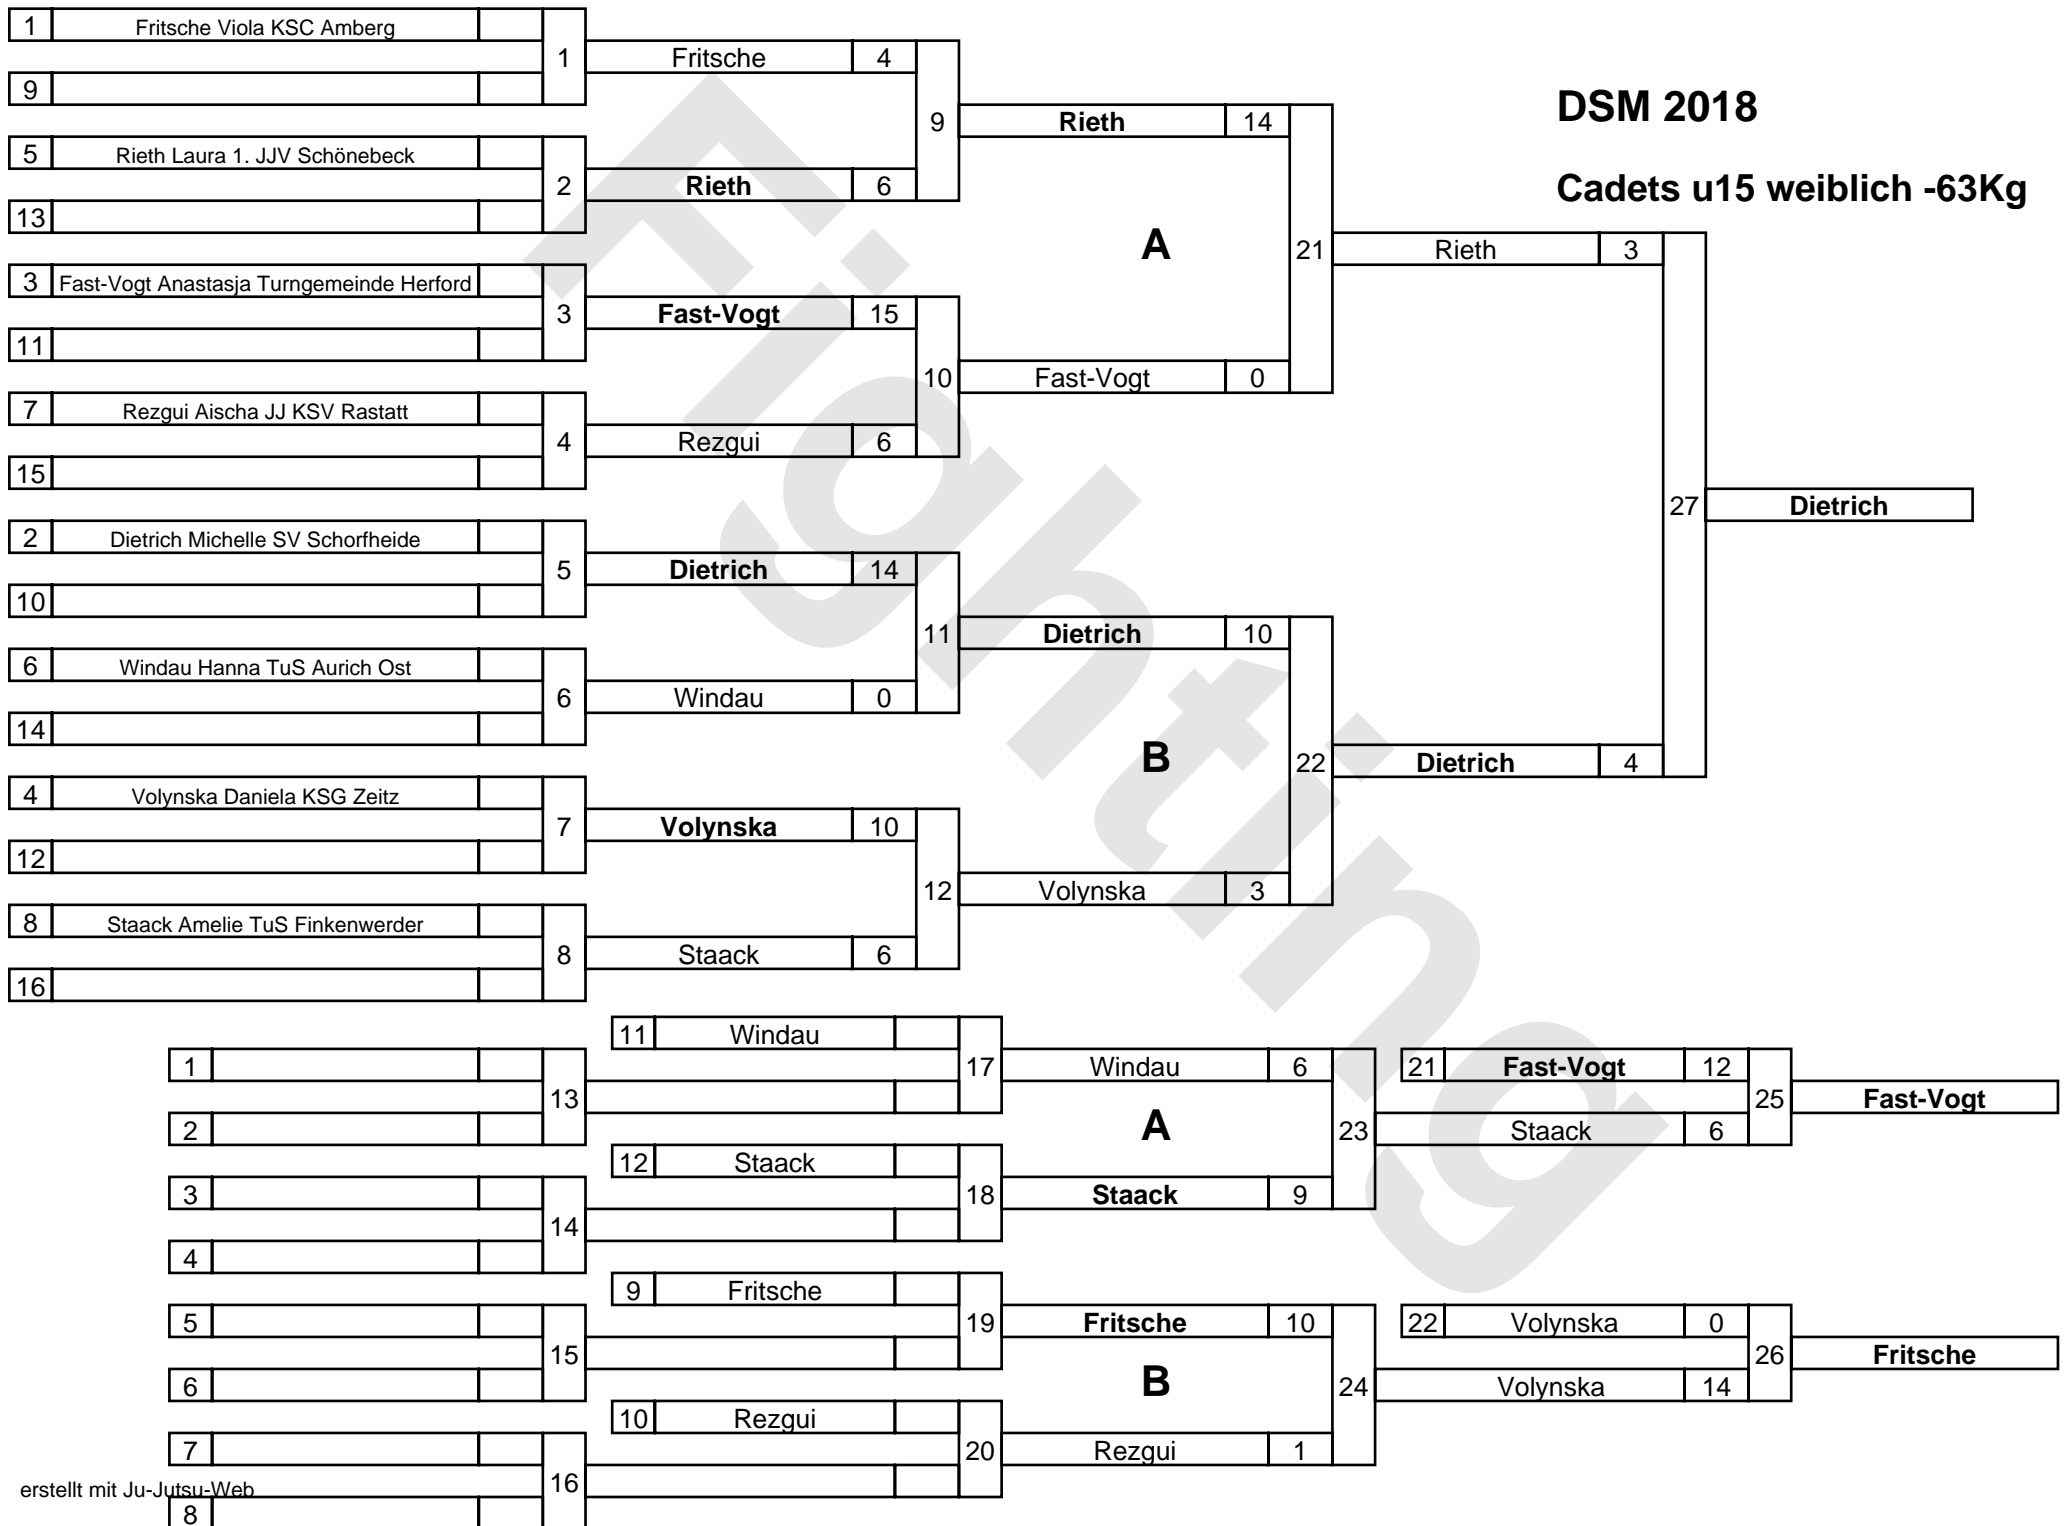 DSM 2018
Cadets u15 weiblich -63Kg
1 Fritsche Viola KSC Amberg
9
1
5 Rieth Laura 1. JJV Schönebeck
13
2
3 Fast-Vogt Anastasja Turngemeinde Herford
11
3
7 Rezgui Aischa JJ KSV Rastatt
15
4
2 Dietrich Michelle SV Schorfheide
10
5
6 Windau Hanna TuS Aurich Ost
14
6
4 Volynska Daniela KSG Zeitz
12
7
8 Staack Amelie TuS Finkenwerder
16
8
Fritsche 4
Rieth 6
9
Fast-Vogt 15
Rezgui 6
10
Dietrich 14
Windau 0
11
Volynska 10
Staack 6
12
Rieth 14
A
Fast-Vogt 0
21
Dietrich 10
B
Volynska 3
22
Rieth 3
Dietrich 4
27
Dietrich
Fighting
1
2
13
3
4
14
5
6
15
7
8
16
11 Windau
17
12 Staack
18
9 Fritsche
19
10 Rezgui
20
Windau 6
A
Staack 9
23
Fritsche 10
B
Rezgui 1
24
21 Fast-Vogt 12
Staack 6
25
Fast-Vogt
22 Volynska 0
Volynska 14
26
Fritsche
erstellt mit Ju-Jutsu-Web